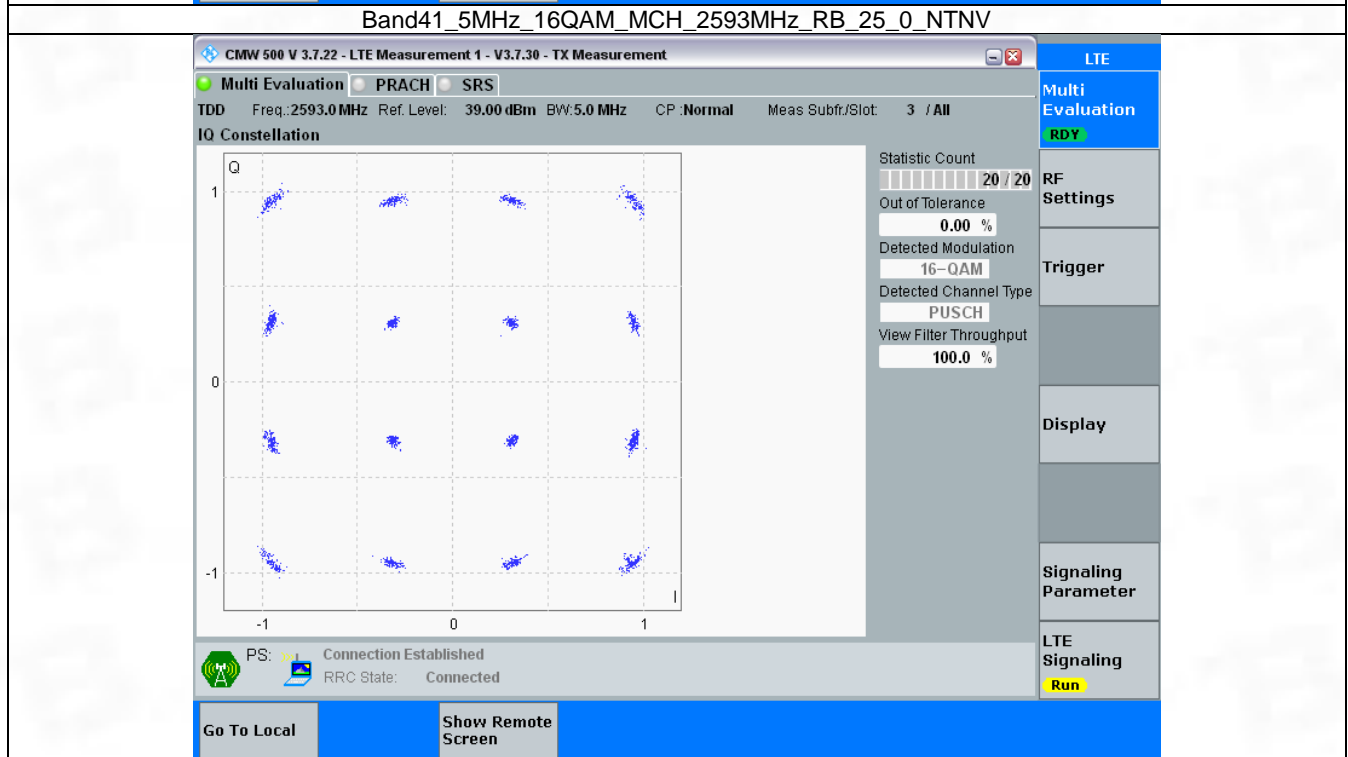 Band41_5MHz_16QAM_MCH_2593MHz_RB_25_0_NTNV
CMW 500 V 3.7.22 - LTE Measurement 1 - V3.7.30 - TX Measurement
LTE
Multi Evaluation PRACH SRS
Multi
Evaluation
RDY
TDD Freq.:2593.0 MHz Ref. Level: 39.00 dBm BW:5.0 MHz CP :Normal Meas Subfr./Slot: 3 / All
IQ Constellation
Q
1
0
-1
I
-1 0 1
Statistic Count
20 / 20
Out of Tolerance
0.00 %
Detected Modulation
16-QAM
Detected Channel Type
PUSCH
View Filter Throughput
100.0 %
RF
Settings
Trigger
Display
Signaling
Parameter
LTE
Signaling
Run
PS: Connection Established
RRC State: Connected
Go To Local
Show Remote
Screen